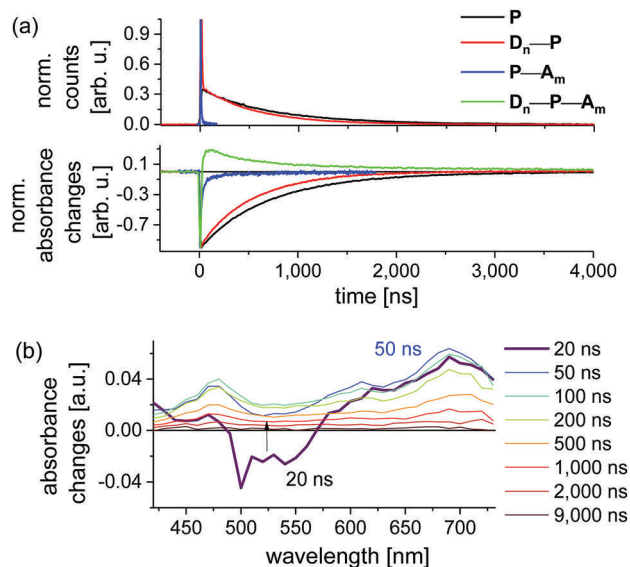 (a)
norm.
counts
[arb. u.]
0.9
0.6
0.3
0.0
P
Dn—P
P—Am
Dn—P—Am
norm.
absorbance
changes
[arb. u.]
0.1
-0.3
-0.7
0
1,000
2,000
3,000
4,000
time [ns]
(b)
absorbance
changes [a.u.]
0.04
0.00
-0.04
50 ns
20 ns
450
500
550
600
650
700
wavelength [nm]
20 ns
50 ns
100 ns
200 ns
500 ns
1,000 ns
2,000 ns
9,000 ns